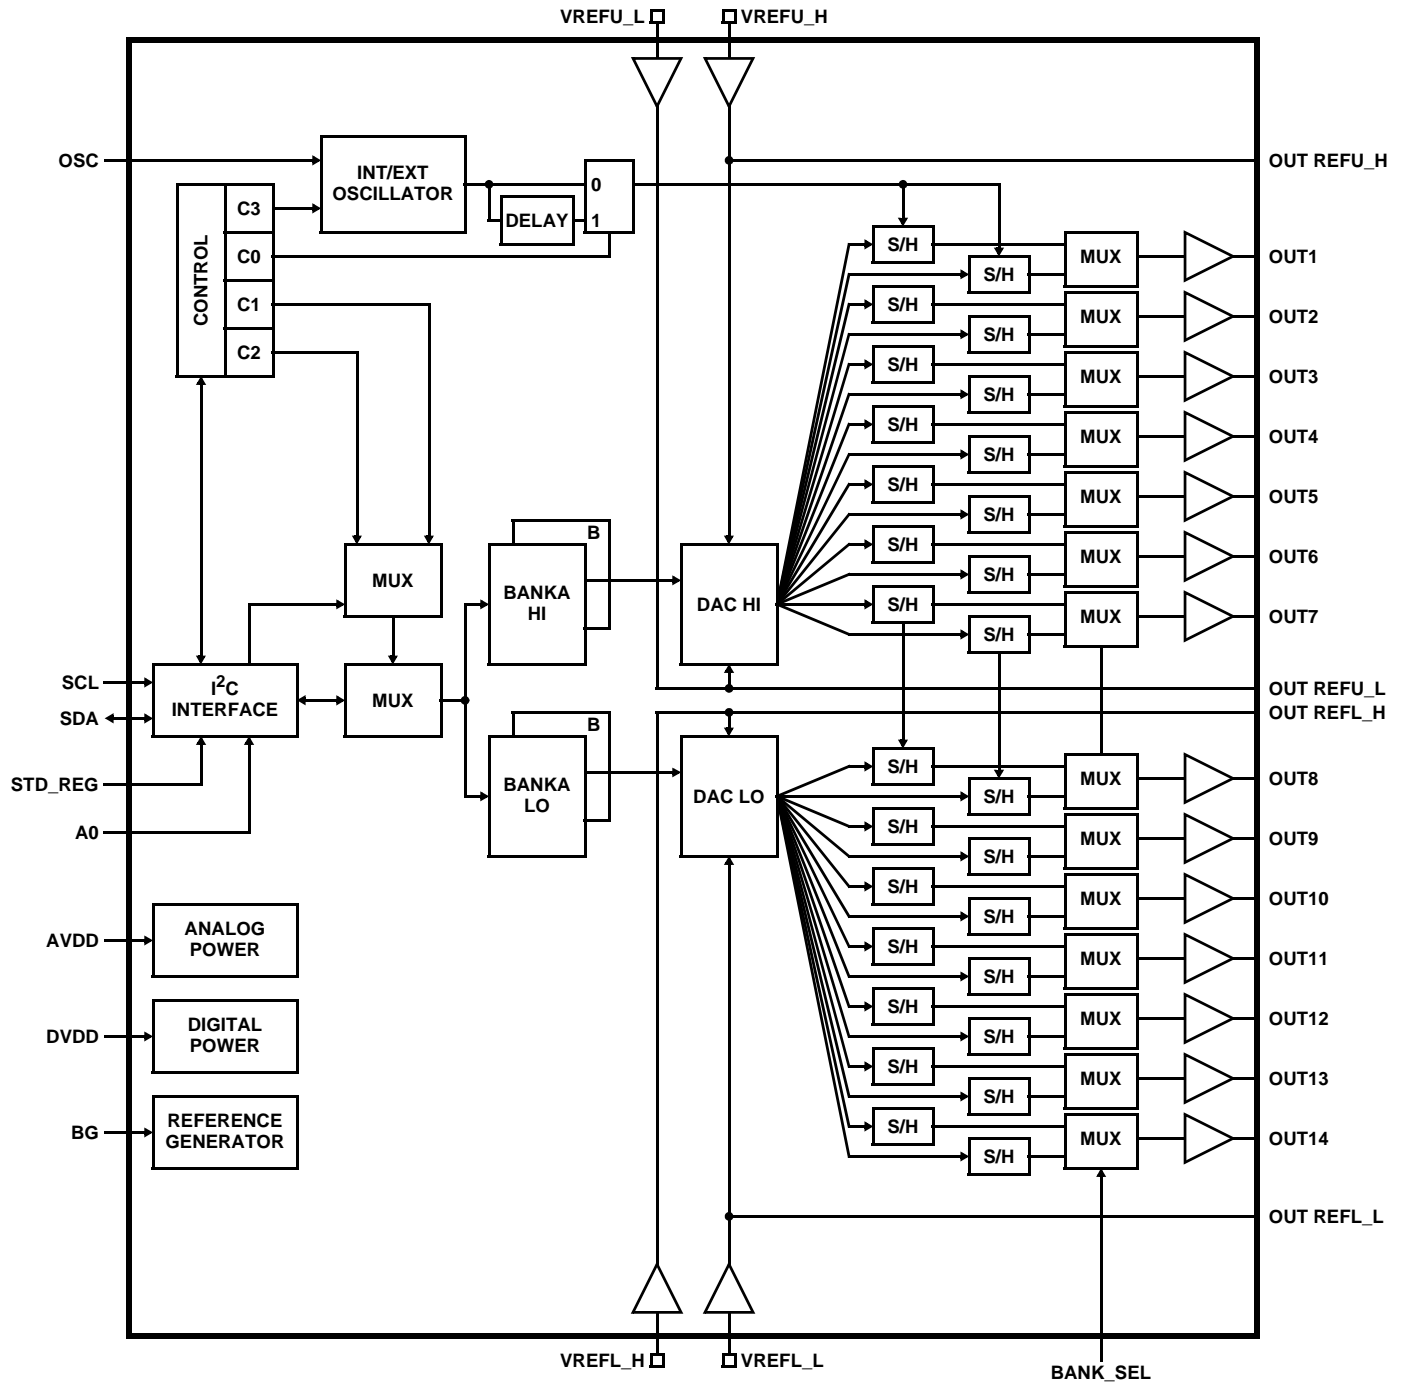 VREFU_L
VREFU_H
OSC
INT/EXT
OSCILLATOR
0
1
DELAY
OUT REFU_H
CONTROL
C3
C0
C1
C2
S/H
S/H
MUX
OUT1
S/H
S/H
MUX
OUT2
S/H
S/H
MUX
OUT3
S/H
S/H
MUX
OUT4
S/H
S/H
MUX
OUT5
S/H
S/H
MUX
OUT6
S/H
S/H
MUX
OUT7
MUX
B
BANKA
HI
DAC HI
SCL
SDA
I2C
INTERFACE
MUX
OUT REFU_L
OUT REFL_H
STD_REG
A0
B
BANKA
LO
DAC LO
S/H
S/H
MUX
OUT8
S/H
S/H
MUX
OUT9
S/H
S/H
MUX
OUT10
S/H
S/H
MUX
OUT11
S/H
S/H
MUX
OUT12
S/H
S/H
MUX
OUT13
S/H
S/H
MUX
OUT14
AVDD
ANALOG
POWER
DVDD
DIGITAL
POWER
BG
REFERENCE
GENERATOR
OUT REFL_L
VREFL_H
VREFL_L
BANK_SEL